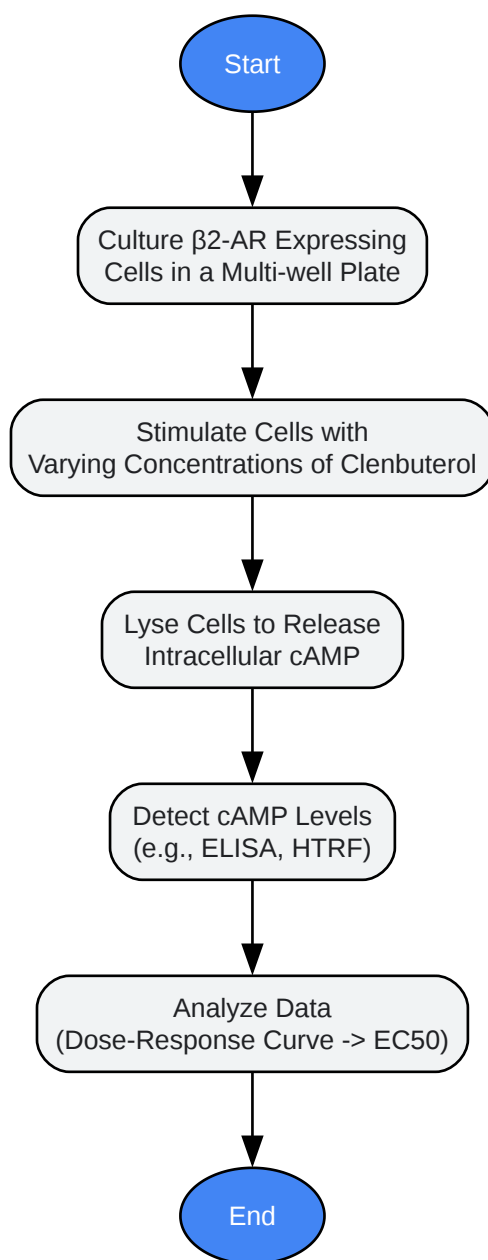 Start
Culture β2-AR Expressing
Cells in a Multi-well Plate
Stimulate Cells with
Varying Concentrations of Clenbuterol
Lyse Cells to Release
Intracellular cAMP
Detect cAMP Levels
(e.g., ELISA, HTRF)
Analyze Data
(Dose-Response Curve -> EC50)
End